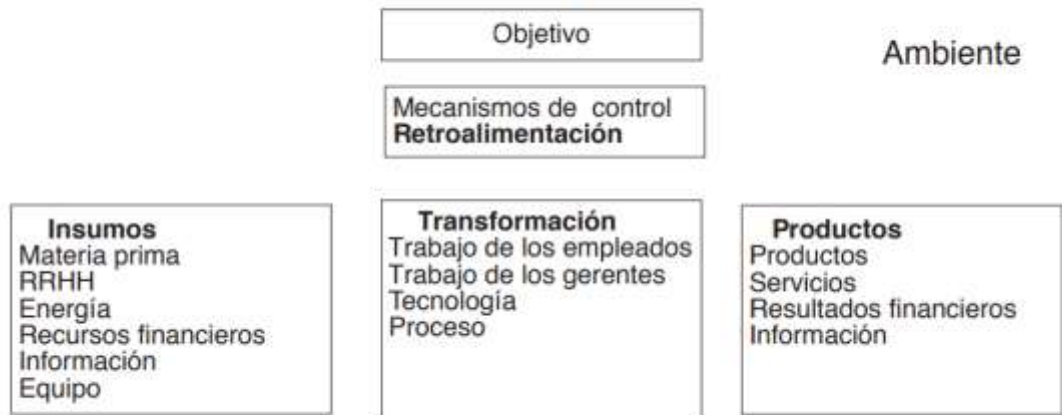 Objetivo
Ambiente
Mecanismos de control
Retroalimentación
Insumos
Materia prima
RRHH
Energía
Recursos financieros
Información
Equipo
Transformación
Trabajo de los empleados
Trabajo de los gerentes
Tecnología
Proceso
Productos
Productos
Servicios
Resultados financieros
Información